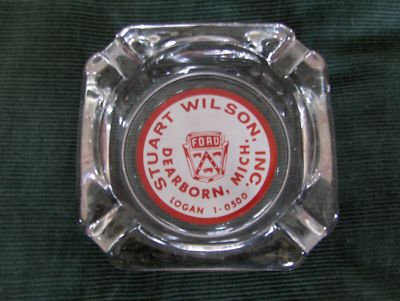 STUART WILSON, INC.
FORD
DEARBORN, MICH.
LOGAN 1-0500